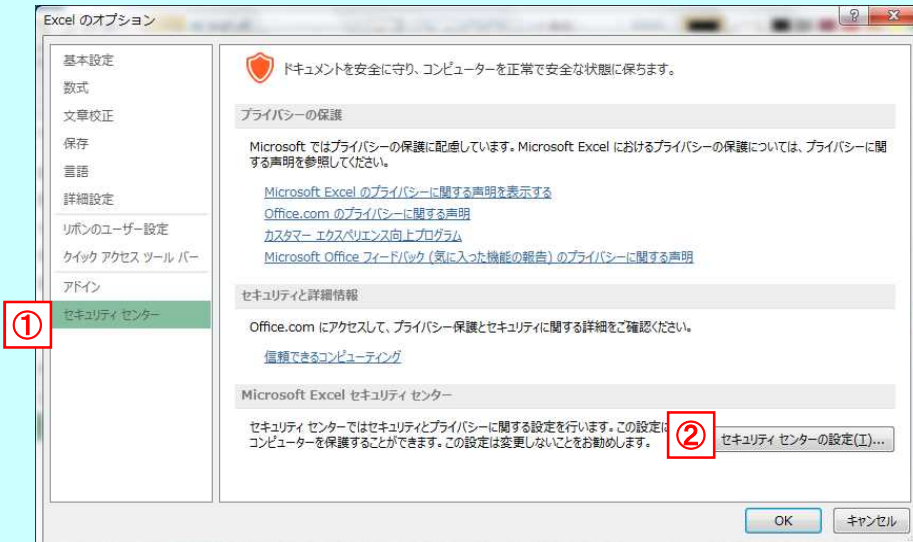 Excel のオプション
基本設定
数式
文章校正
保存
言語
詳細設定
リボンのユーザー設定
クイック アクセス ツール バー
アドイン
① セキュリティ センター
ドキュメントを安全に守り、コンピューターを正常で安全な状態に保ちます。
プライバシーの保護
Microsoft ではプライバシーの保護に配慮しています。Microsoft Excel におけるプライバシーの保護については、プライバシーに関
する声明を参照してください。
Microsoft Excel のプライバシーに関する声明を表示する
Office.com のプライバシーに関する声明
カスタマー エクスペリエンス向上プログラム
Microsoft Office フィードバック (気に入った機能の報告) のプライバシーに関する声明
セキュリティと詳細情報
Office.com にアクセスして、プライバシー保護とセキュリティに関する詳細をご確認ください。
信頼できるコンピューティング
Microsoft Excel セキュリティ センター
セキュリティ センターではセキュリティとプライバシーに関する設定を行います。この設定に
コンピューターを保護することができます。この設定は変更しないことをお勧めします。
② セキュリティ センターの設定(T)...
OK キャンセル